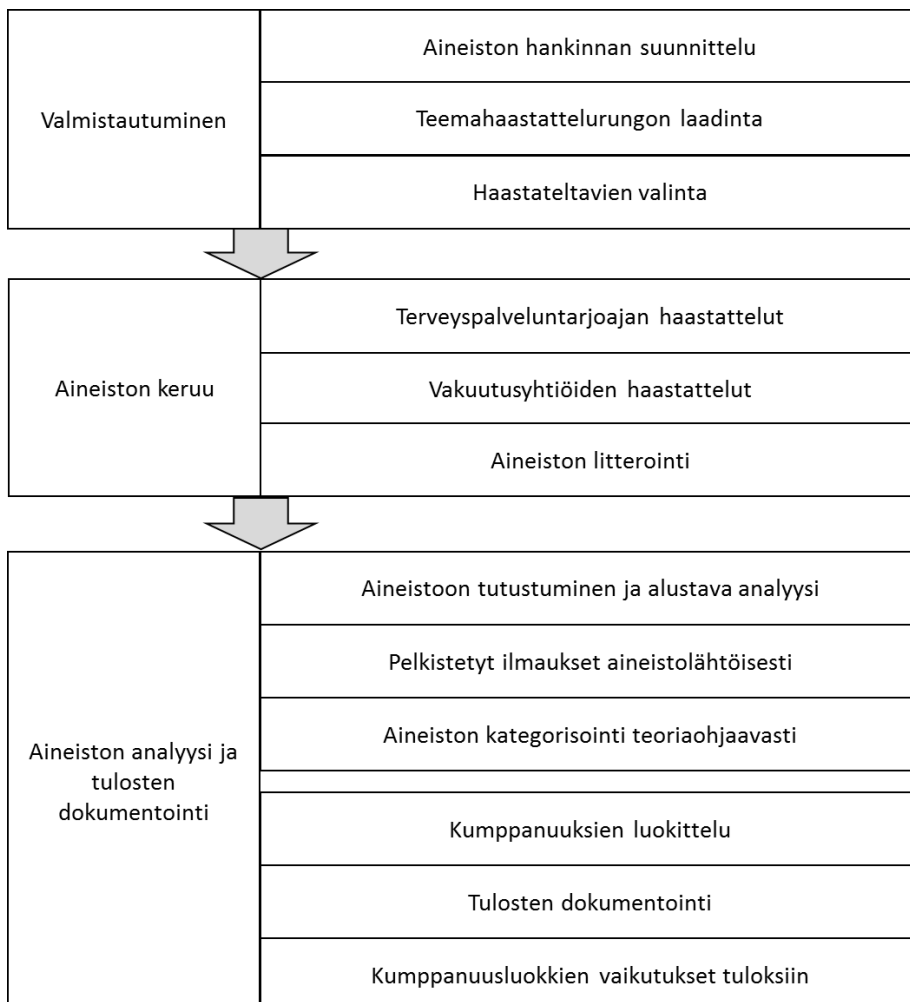 Valmistautuminen
Aineiston hankinnan suunnittelu
Teemahaastattelurungon laadinta
Haastateltavien valinta
Aineiston keruu
Terveyspalveluntarjoajan haastattelut
Vakuutusyhtiöiden haastattelut
Aineiston litterointi
Aineiston analyysi ja
tulosten
dokumentointi
Aineistoon tutustuminen ja alustava analyysi
Pelkistetyt ilmaukset aineistolähtöisesti
Aineiston kategorisointi teoriaohjaavasti
Kumppanuuksien luokittelu
Tulosten dokumentointi
Kumppanuusluokkien vaikutukset tuloksiin